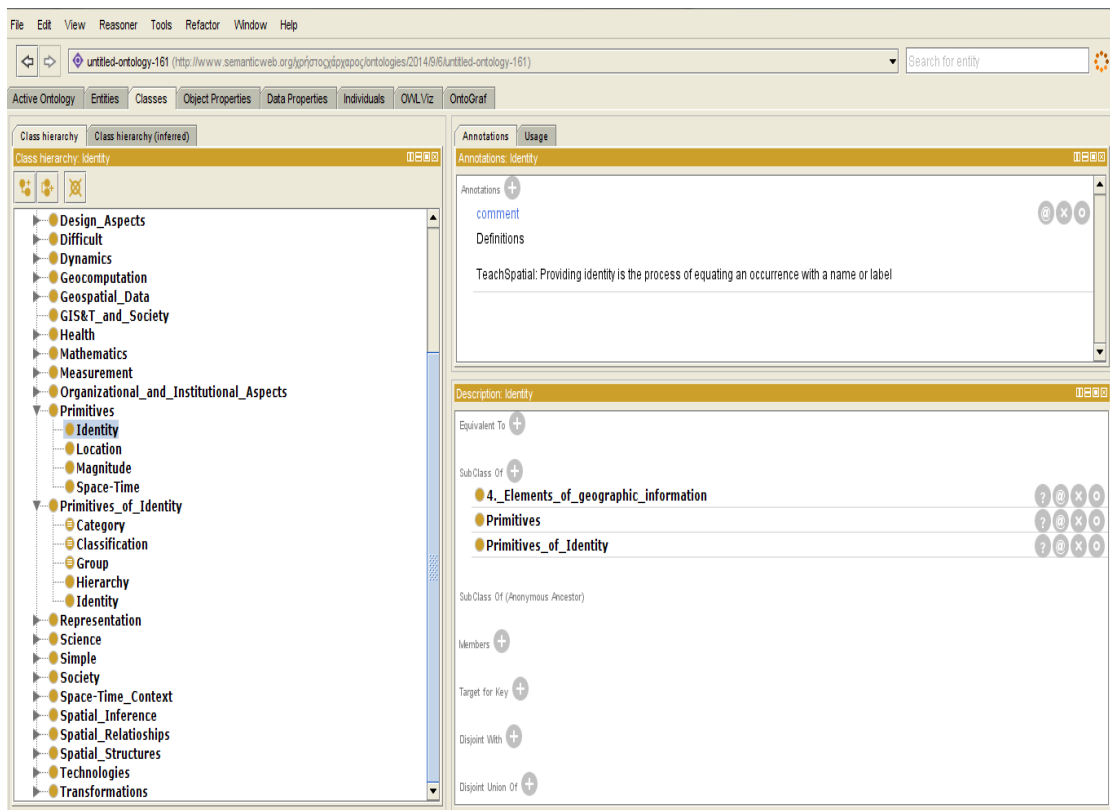 File Edit View Reasoner Tools Refactor Window Help
untitled-ontology-161 (http://www.semanticweb.org/χρήστοςχάρχαρος/ontologies/2014/9/6/untitled-ontology-161)
Search for entity
Active Ontology Entities Classes Object Properties Data Properties Individuals OWLViz OntoGraf
Class hierarchy Class hierarchy (inferred)
Class hierarchy: Identity
Design_Aspects
Difficult
Dynamics
Geocomputation
Geospatial_Data
GIS&T_and_Society
Health
Mathematics
Measurement
Organizational_and_Institutional_Aspects
Primitives
Identity
Location
Magnitude
Space-Time
Primitives_of_Identity
Category
Classification
Group
Hierarchy
Identity
Representation
Science
Simple
Society
Space-Time_Context
Spatial_Inference
Spatial_Relatioships
Spatial_Structures
Technologies
Transformations
Annotations Usage
Annotations: Identity
Annotations
comment
Definitions
TeachSpatial: Providing identity is the process of equating an occurrence with a name or label
Description: Identity
Equivalent To
SubClass Of
4._Elements_of_geographic_information
Primitives
Primitives_of_Identity
SubClass Of (Anonymous Ancestor)
Members
Target for Key
Disjoint With
Disjoint Union Of